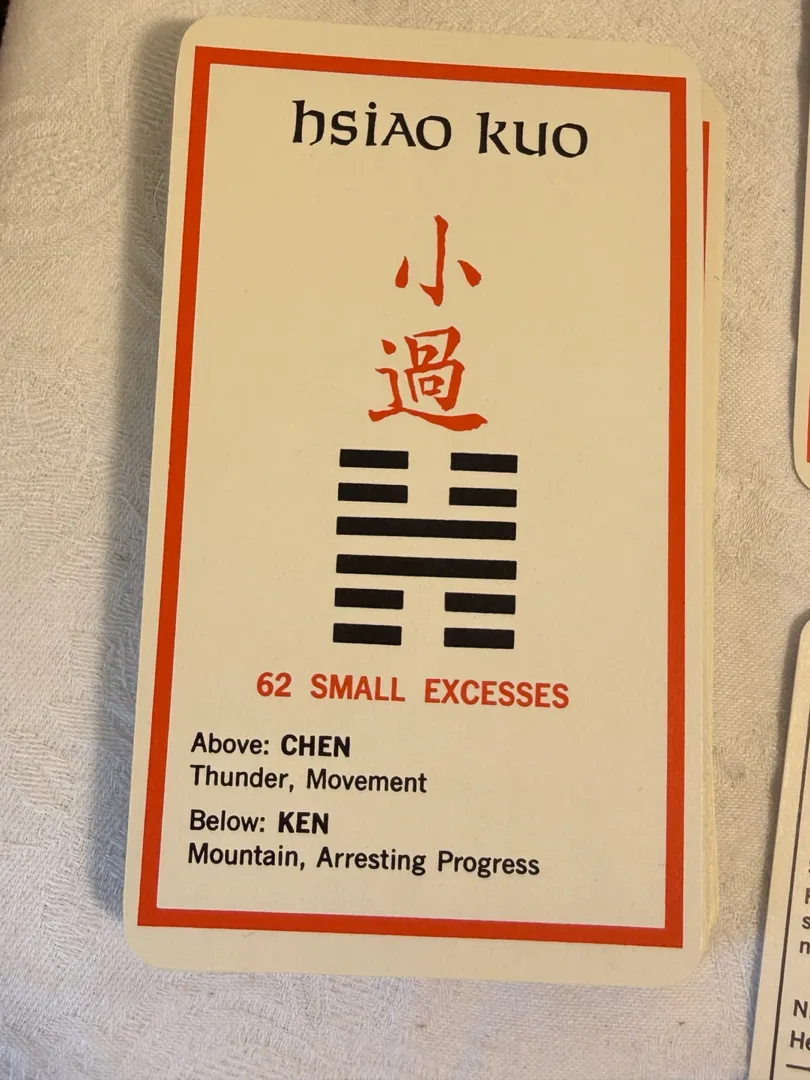 hsiAO kuo
小
過
62 SMALL EXCESSES
Above: CHEN
Thunder, Movement
Below: KEN
Mountain, Arresting Progress